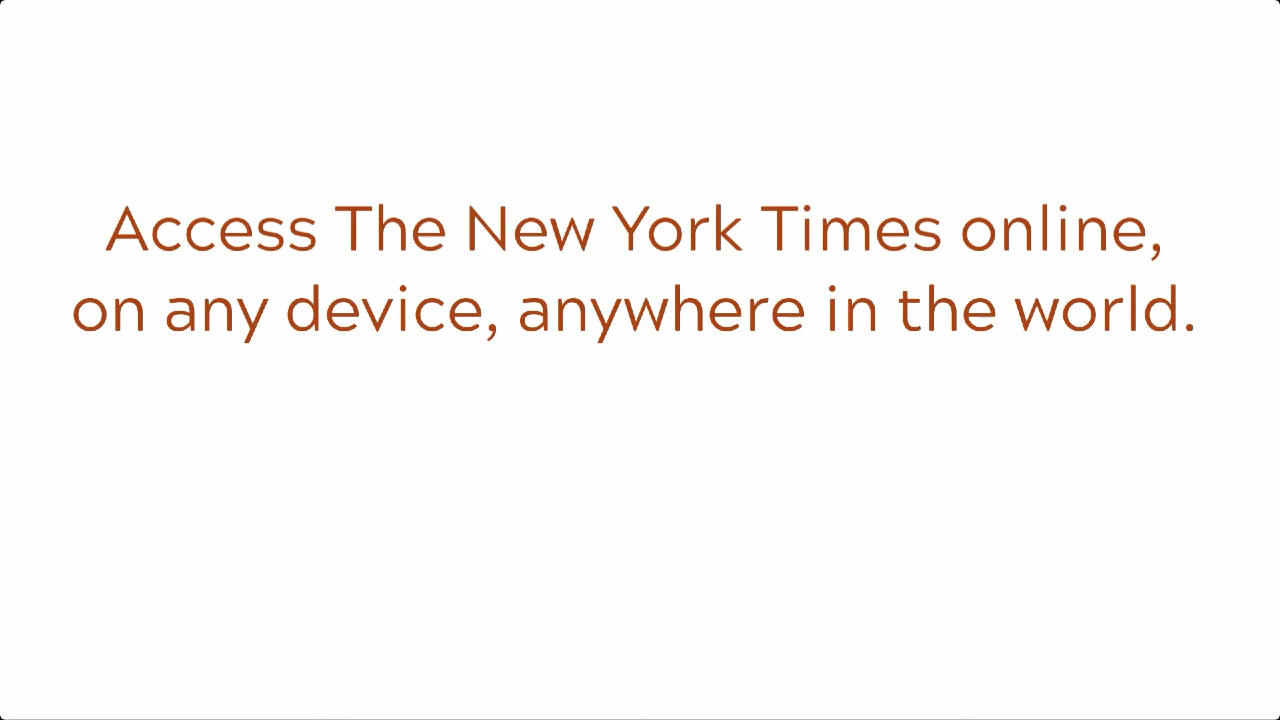 Access The New York Times online,
on any device, anywhere in the world.